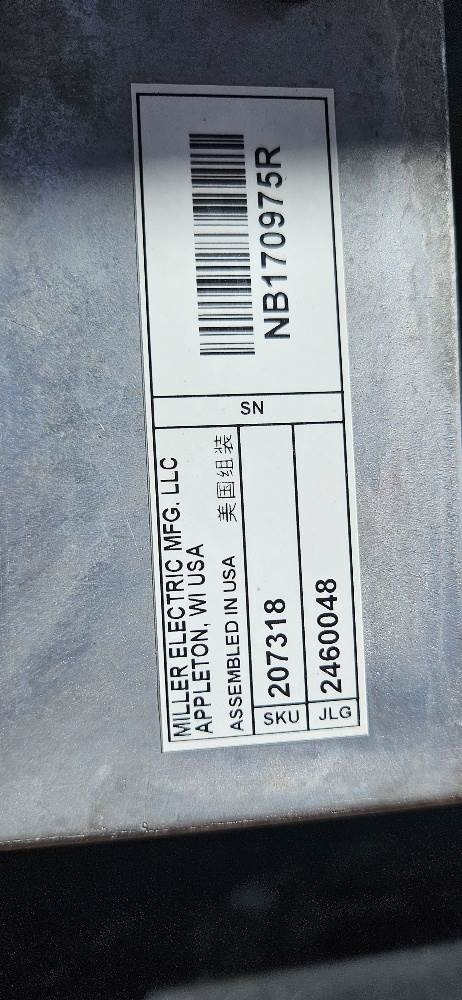 MILLER ELECTRIC MFG. LLC
APPLETON, WI USA
ASSEMBLED IN USA 美国组装
SKU 207318
JLG 2460048
SN
NB170975R